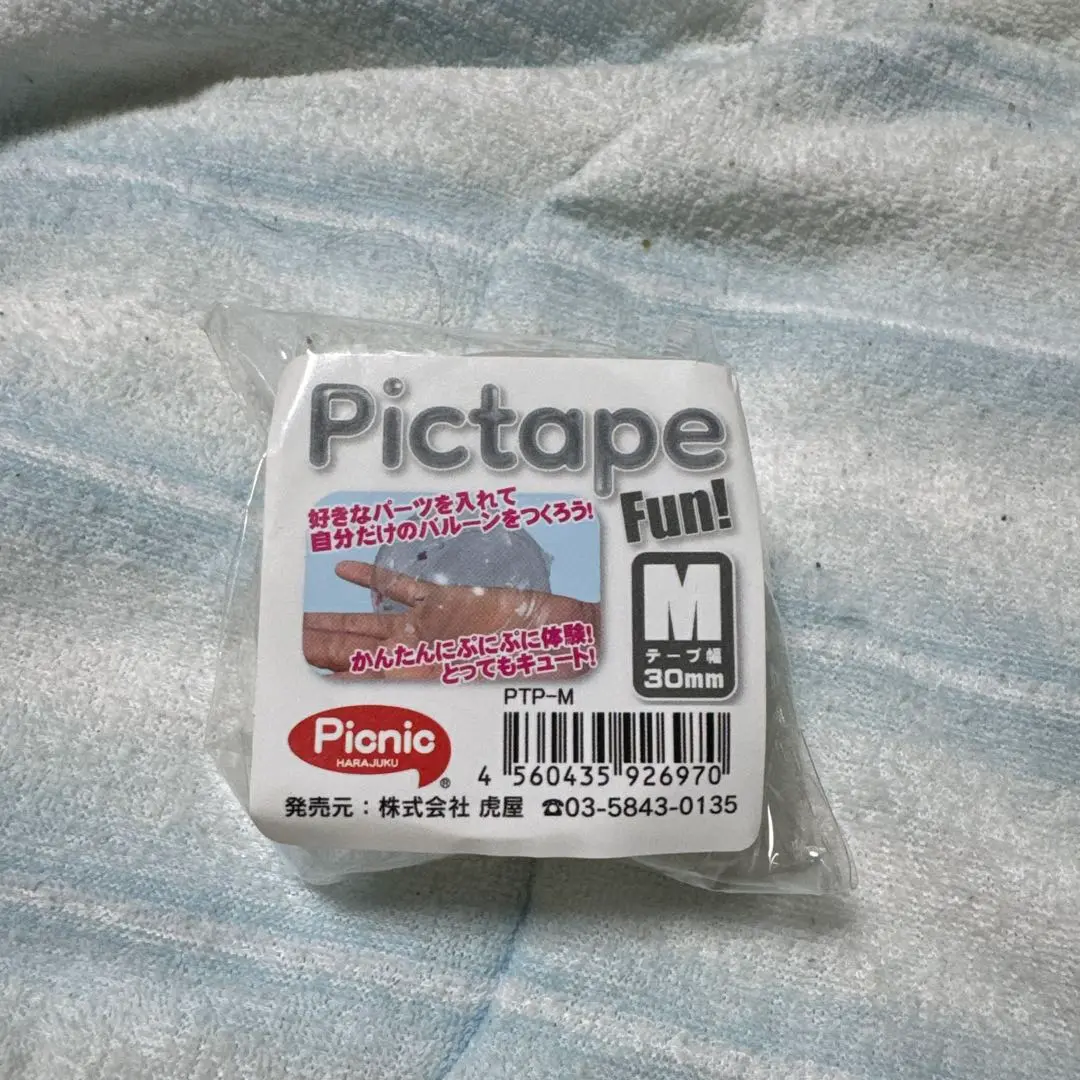 Pictape
Fun!
好きなパーツを入れて
自分だけのバルーンをつくろう!
かんたんにぷにぷに体験!
とってもキュート!
M
テープ幅
30mm
PTP-M
Picnic
HARAJUKU
®
4 560435 926970
発売元：株式会社 虎屋 ☎03-5843-0135